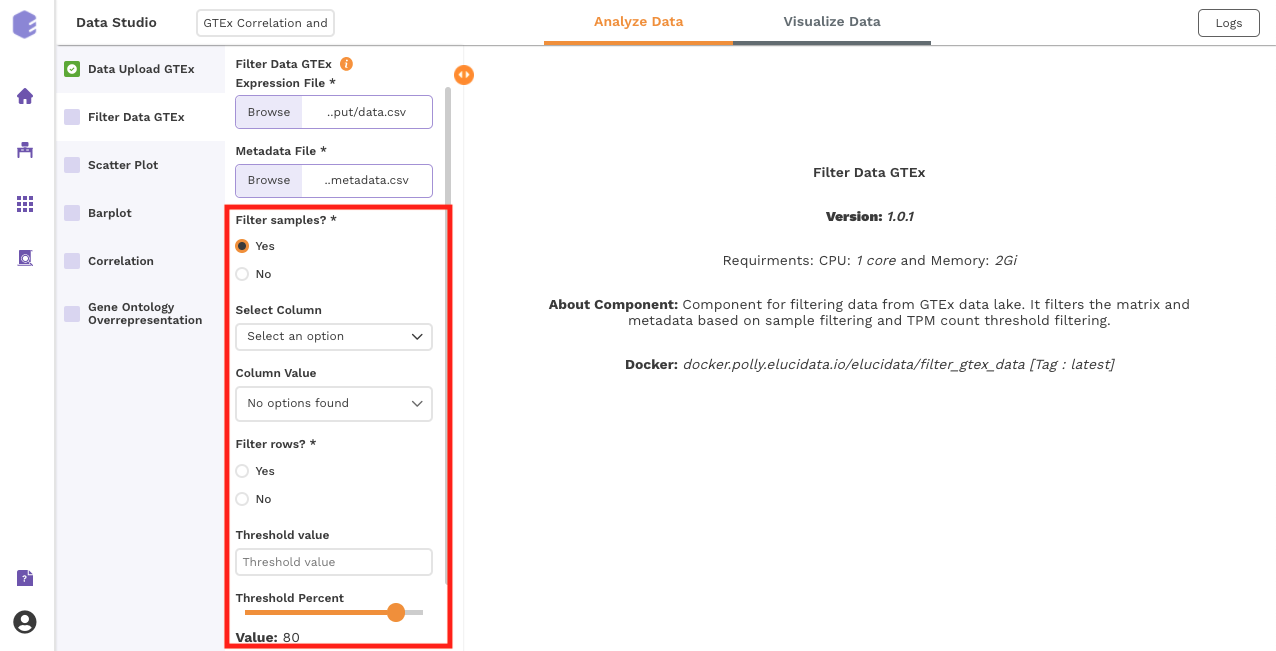 Data Studio
GTEx Correlation and
Analyze Data
Visualize Data
Logs
Data Upload GTEx
Filter Data GTEx
Scatter Plot
Barplot
Correlation
Gene Ontology
Overrepresentation
Filter Data GTEx
Expression File *
Browse
..put/data.csv
Metadata File *
Browse
..metadata.csv
Filter samples? *
Yes
No
Select Column
Select an option
Column Value
No options found
Filter rows? *
Yes
No
Threshold value
Threshold value
Threshold Percent
Value: 80
Filter Data GTEx
Version: 1.0.1
Requirments: CPU: 1 core and Memory: 2Gi
About Component: Component for filtering data from GTEx data lake. It filters the matrix and
metadata based on sample filtering and TPM count threshold filtering.
Docker: docker.polly.elucidata.io/elucidata/filter_gtex_data [Tag : latest]